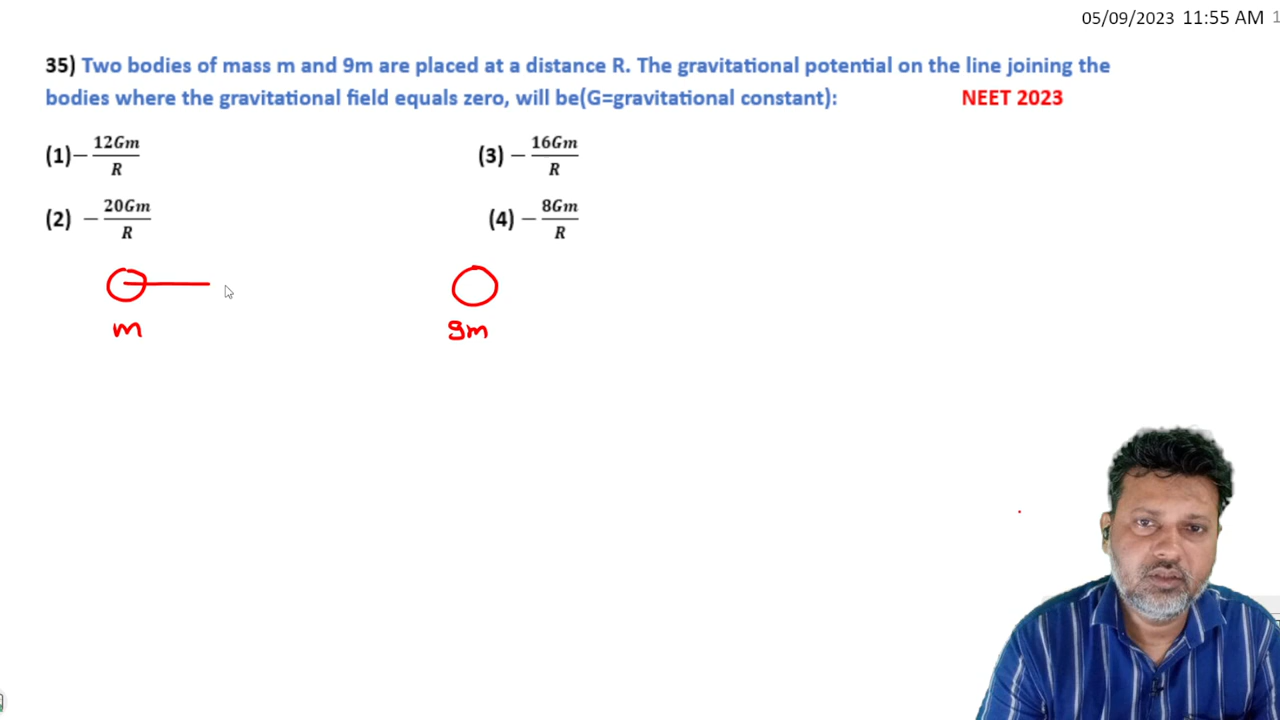 05/09/2023 11:55 AM 1
35) Two bodies of mass m and 9m are placed at a distance R. The gravitational potential on the line joining the
bodies where the gravitational field equals zero, will be(G=gravitational constant): NEET 2023
(1)− 12Gm/R (3) − 16Gm/R
(2) − 20Gm/R (4) − 8Gm/R
m 9m